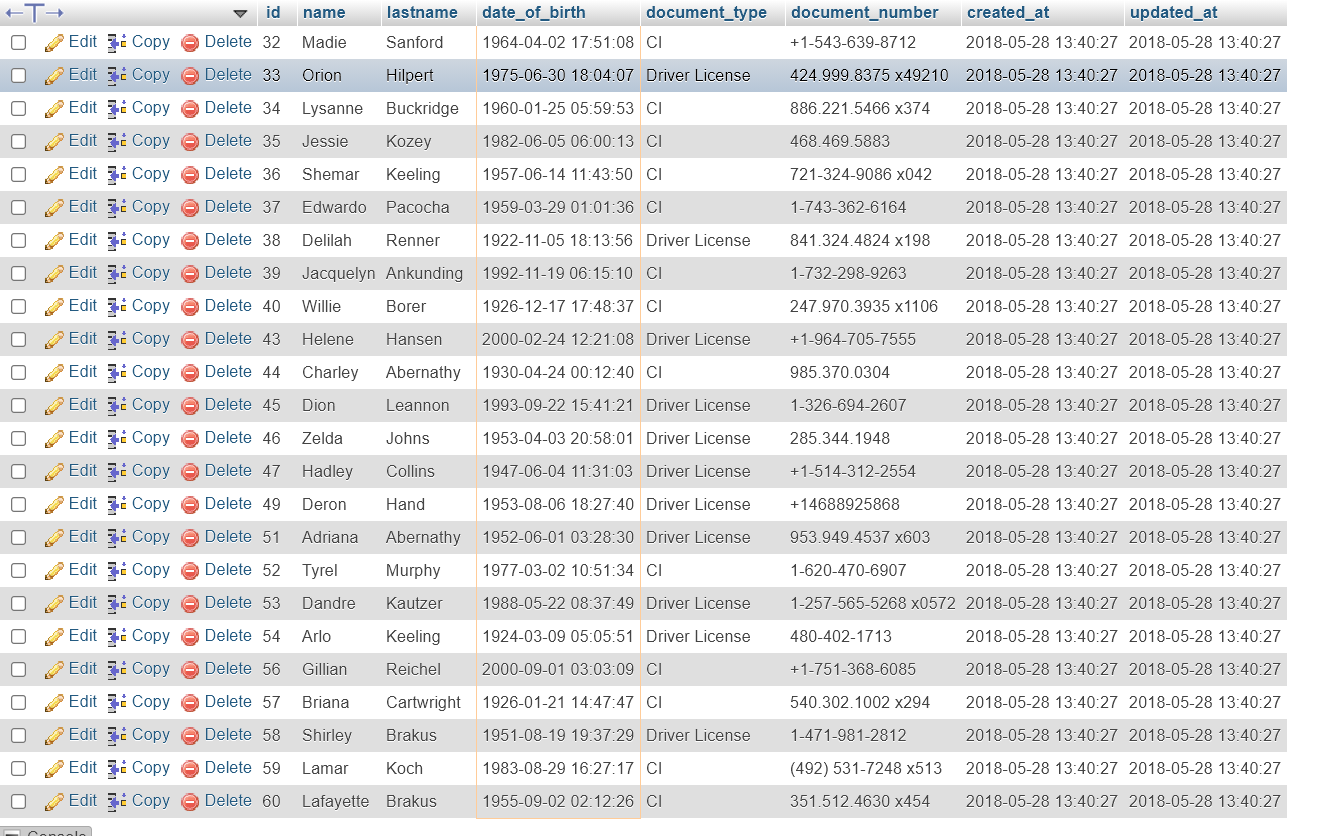 id name lastname date_of_birth document_type document_number created_at updated_at
Edit Copy Delete 32 Madie Sanford 1964-04-02 17:51:08 CI +1-543-639-8712 2018-05-28 13:40:27 2018-05-28 13:40:27
Edit Copy Delete 33 Orion Hilpert 1975-06-30 18:04:07 Driver License 424.999.8375 x49210 2018-05-28 13:40:27 2018-05-28 13:40:27
Edit Copy Delete 34 Lysanne Buckridge 1960-01-25 05:59:53 CI 886.221.5466 x374 2018-05-28 13:40:27 2018-05-28 13:40:27
Edit Copy Delete 35 Jessie Kozey 1982-06-05 06:00:13 CI 468.469.5883 2018-05-28 13:40:27 2018-05-28 13:40:27
Edit Copy Delete 36 Shemar Keeling 1957-06-14 11:43:50 CI 721-324-9086 x042 2018-05-28 13:40:27 2018-05-28 13:40:27
Edit Copy Delete 37 Edwardo Pacocha 1959-03-29 01:01:36 CI 1-743-362-6164 2018-05-28 13:40:27 2018-05-28 13:40:27
Edit Copy Delete 38 Delilah Renner 1922-11-05 18:13:56 Driver License 841.324.4824 x198 2018-05-28 13:40:27 2018-05-28 13:40:27
Edit Copy Delete 39 Jacquelyn Ankunding 1992-11-19 06:15:10 CI 1-732-298-9263 2018-05-28 13:40:27 2018-05-28 13:40:27
Edit Copy Delete 40 Willie Borer 1926-12-17 17:48:37 CI 247.970.3935 x1106 2018-05-28 13:40:27 2018-05-28 13:40:27
Edit Copy Delete 43 Helene Hansen 2000-02-24 12:21:08 Driver License +1-964-705-7555 2018-05-28 13:40:27 2018-05-28 13:40:27
Edit Copy Delete 44 Charley Abernathy 1930-04-24 00:12:40 CI 985.370.0304 2018-05-28 13:40:27 2018-05-28 13:40:27
Edit Copy Delete 45 Dion Leannon 1993-09-22 15:41:21 Driver License 1-326-694-2607 2018-05-28 13:40:27 2018-05-28 13:40:27
Edit Copy Delete 46 Zelda Johns 1953-04-03 20:58:01 Driver License 285.344.1948 2018-05-28 13:40:27 2018-05-28 13:40:27
Edit Copy Delete 47 Hadley Collins 1947-06-04 11:31:03 Driver License +1-514-312-2554 2018-05-28 13:40:27 2018-05-28 13:40:27
Edit Copy Delete 49 Deron Hand 1953-08-06 18:27:40 Driver License +14688925868 2018-05-28 13:40:27 2018-05-28 13:40:27
Edit Copy Delete 51 Adriana Abernathy 1952-06-01 03:28:30 Driver License 953.949.4537 x603 2018-05-28 13:40:27 2018-05-28 13:40:27
Edit Copy Delete 52 Tyrel Murphy 1977-03-02 10:51:34 CI 1-620-470-6907 2018-05-28 13:40:27 2018-05-28 13:40:27
Edit Copy Delete 53 Dandre Kautzer 1988-05-22 08:37:49 Driver License 1-257-565-5268 x0572 2018-05-28 13:40:27 2018-05-28 13:40:27
Edit Copy Delete 54 Arlo Keeling 1924-03-09 05:05:51 Driver License 480-402-1713 2018-05-28 13:40:27 2018-05-28 13:40:27
Edit Copy Delete 56 Gillian Reichel 2000-09-01 03:03:09 CI +1-751-368-6085 2018-05-28 13:40:27 2018-05-28 13:40:27
Edit Copy Delete 57 Briana Cartwright 1926-01-21 14:47:47 CI 540.302.1002 x294 2018-05-28 13:40:27 2018-05-28 13:40:27
Edit Copy Delete 58 Shirley Brakus 1951-08-19 19:37:29 Driver License 1-471-981-2812 2018-05-28 13:40:27 2018-05-28 13:40:27
Edit Copy Delete 59 Lamar Koch 1983-08-29 16:27:17 CI (492) 531-7248 x513 2018-05-28 13:40:27 2018-05-28 13:40:27
Edit Copy Delete 60 Lafayette Brakus 1955-09-02 02:12:26 CI 351.512.4630 x454 2018-05-28 13:40:27 2018-05-28 13:40:27
Console